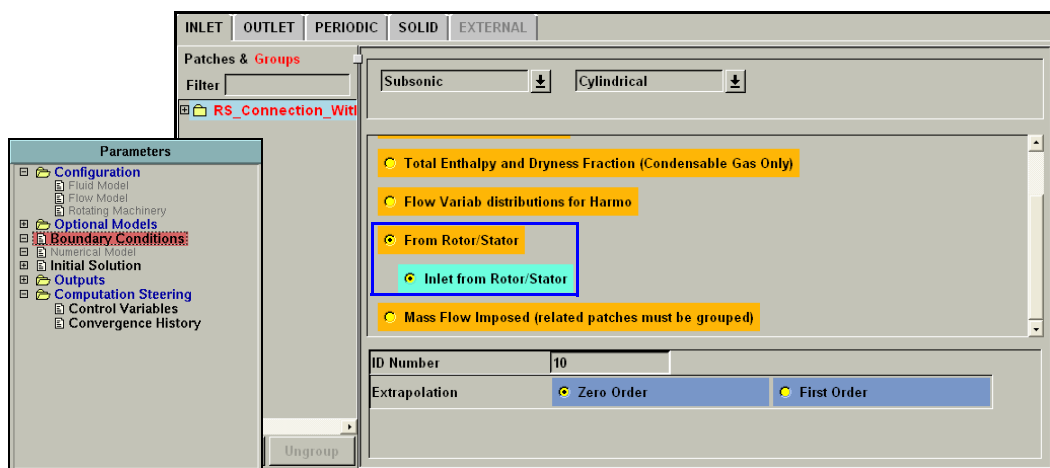 INLET OUTLET PERIODIC SOLID EXTERNAL
Patches & Groups
Filter
RS_Connection_With
Subsonic
Cylindrical
Total Enthalpy and Dryness Fraction (Condensable Gas Only)
Flow Variab distributions for Harmo
From Rotor/Stator
Inlet from Rotor/Stator
Mass Flow Imposed (related patches must be grouped)
ID Number 10
Extrapolation Zero Order First Order
Ungroup
Parameters
Configuration
Fluid Model
Flow Model
Rotating Machinery
Optional Models
Boundary Conditions
Numerical Model
Initial Solution
Outputs
Computation Steering
Control Variables
Convergence History